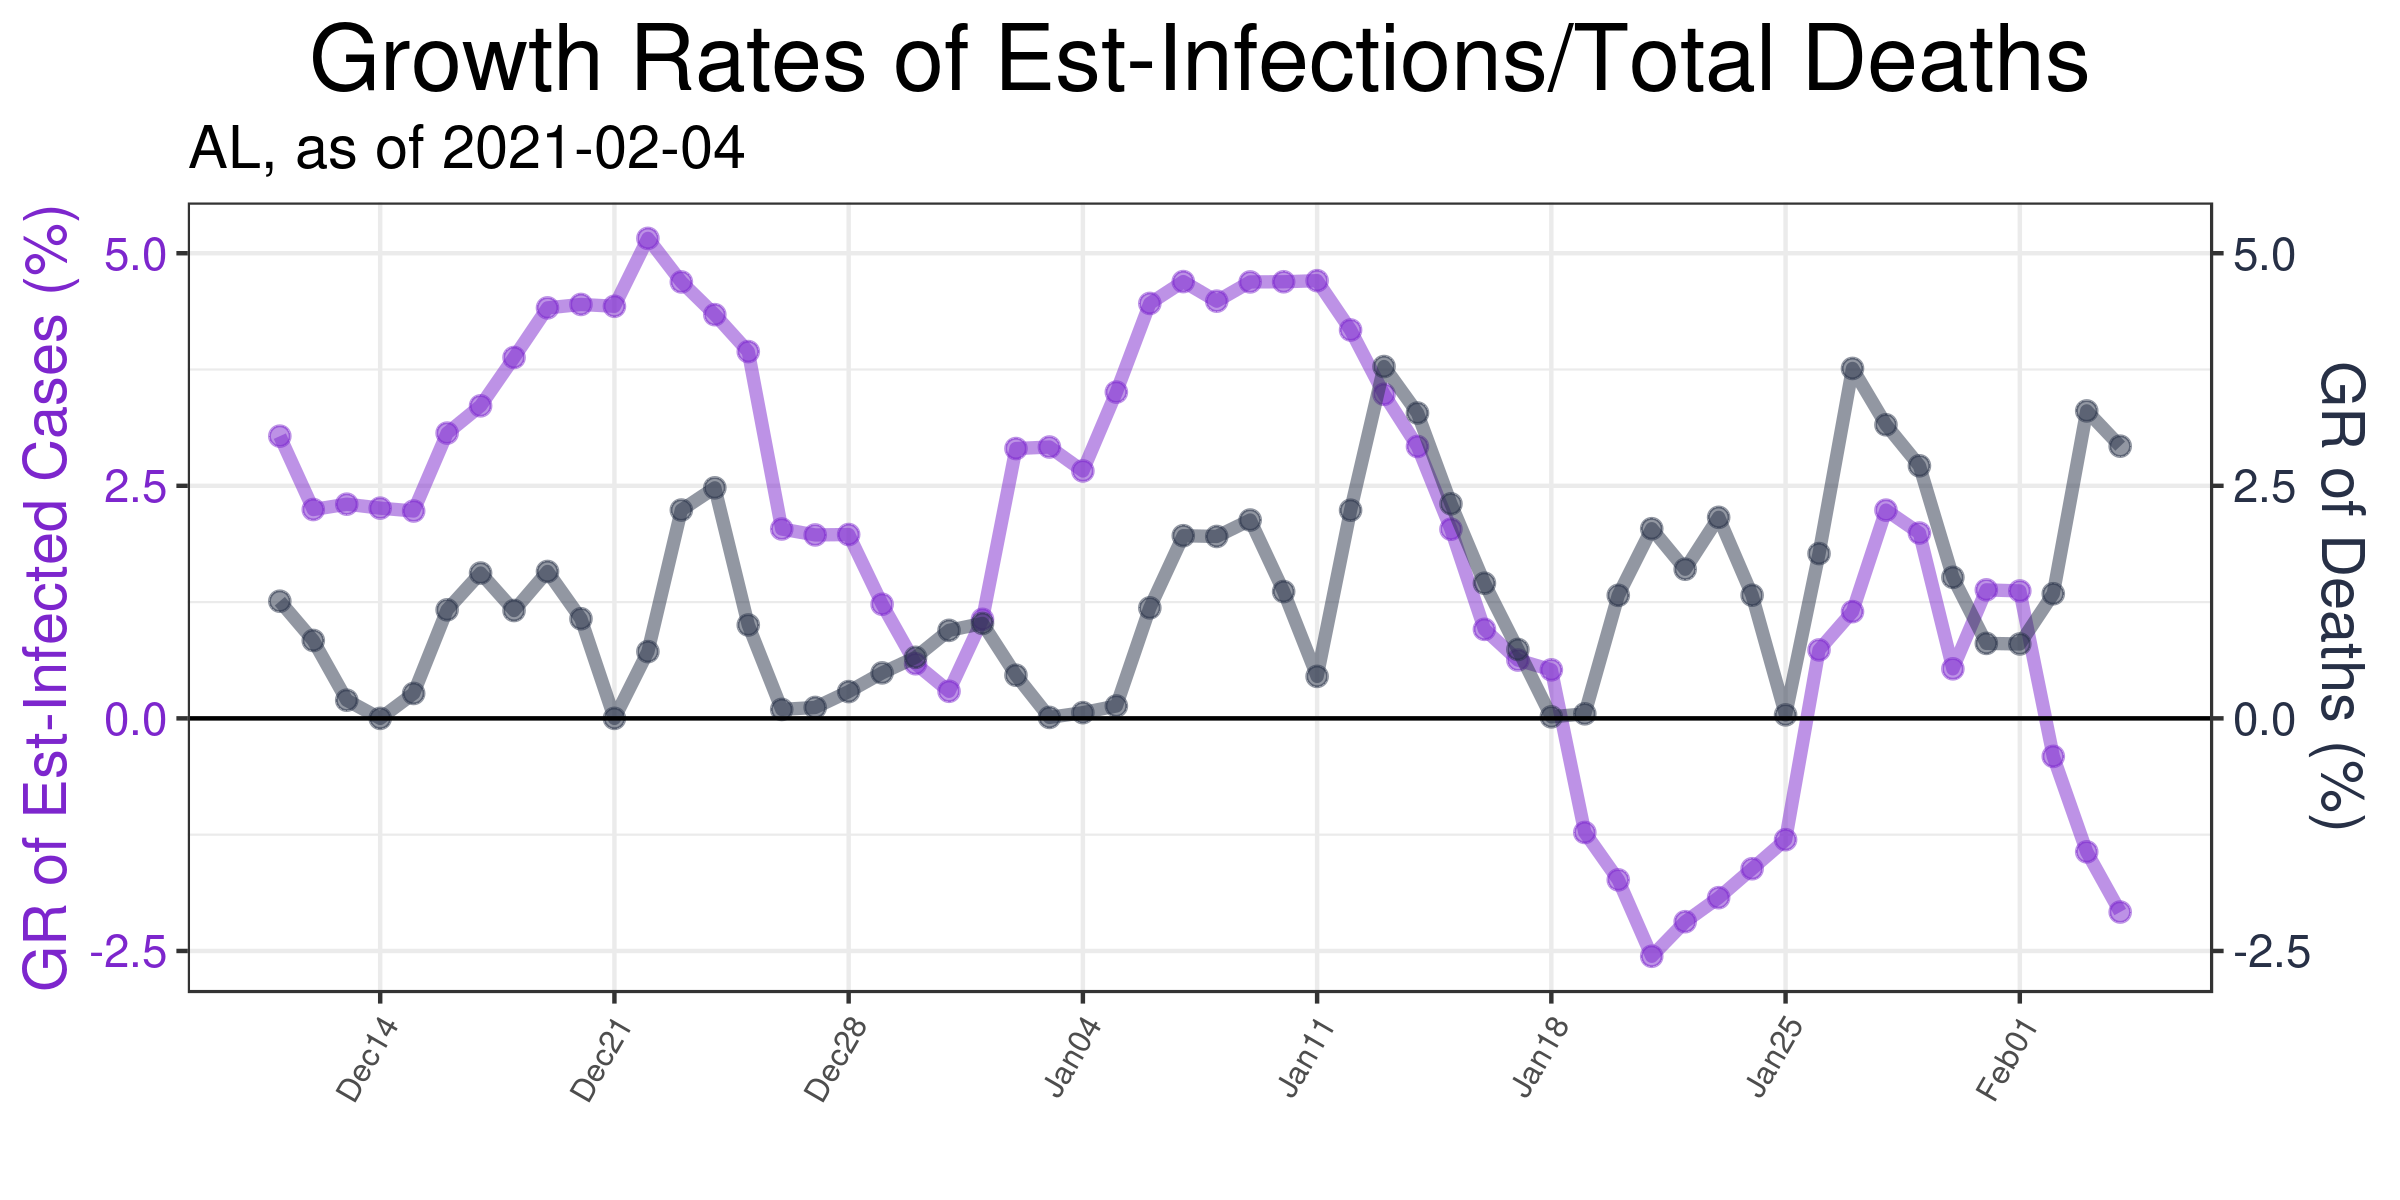 Growth Rates of Est-Infections/Total Deaths
AL, as of 2021-02-04
GR of Est-Infected Cases (%)
5.0
2.5
0.0
-2.5
5.0
2.5
0.0
-2.5
GR of Deaths (%)
Dec14
Dec21
Dec28
Jan04
Jan11
Jan18
Jan25
Feb01